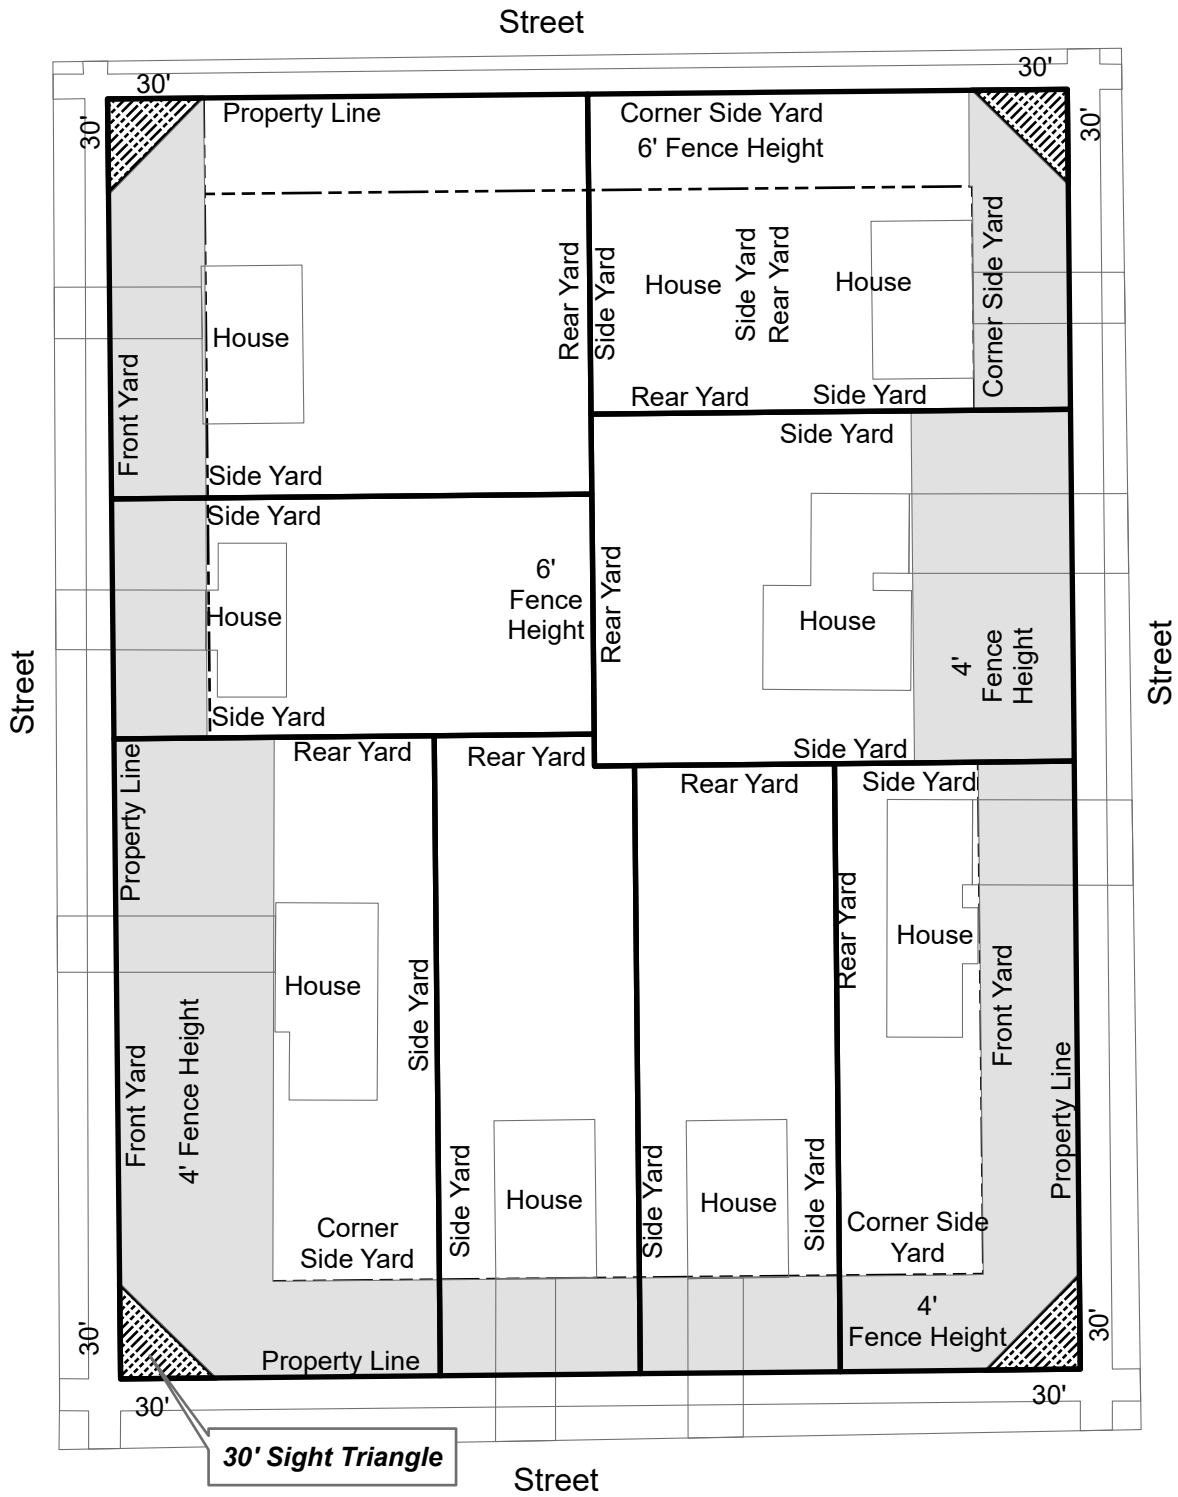 Street
30'
30'
30'
Property Line
Corner Side Yard
30'
6' Fence Height
Rear Yard
Side Yard
House
Side Yard
Rear Yard
House
Corner Side Yard
House
Front Yard
Rear Yard
Side Yard
Side Yard
Side Yard
Side Yard
6'
Fence
Height
Rear Yard
House
House
4'
Fence
Height
Street
Street
Side Yard
Side Yard
Rear Yard
Rear Yard
Rear Yard
Side Yard
Property Line
Rear Yard
House
Front Yard
House
Side Yard
Front Yard
4' Fence Height
Property Line
Side Yard
House
Side Yard
House
Side Yard
Corner
Side Yard
Corner Side
Yard
4'
Fence Height
30'
30'
Property Line
30'
30'
30' Sight Triangle
Street